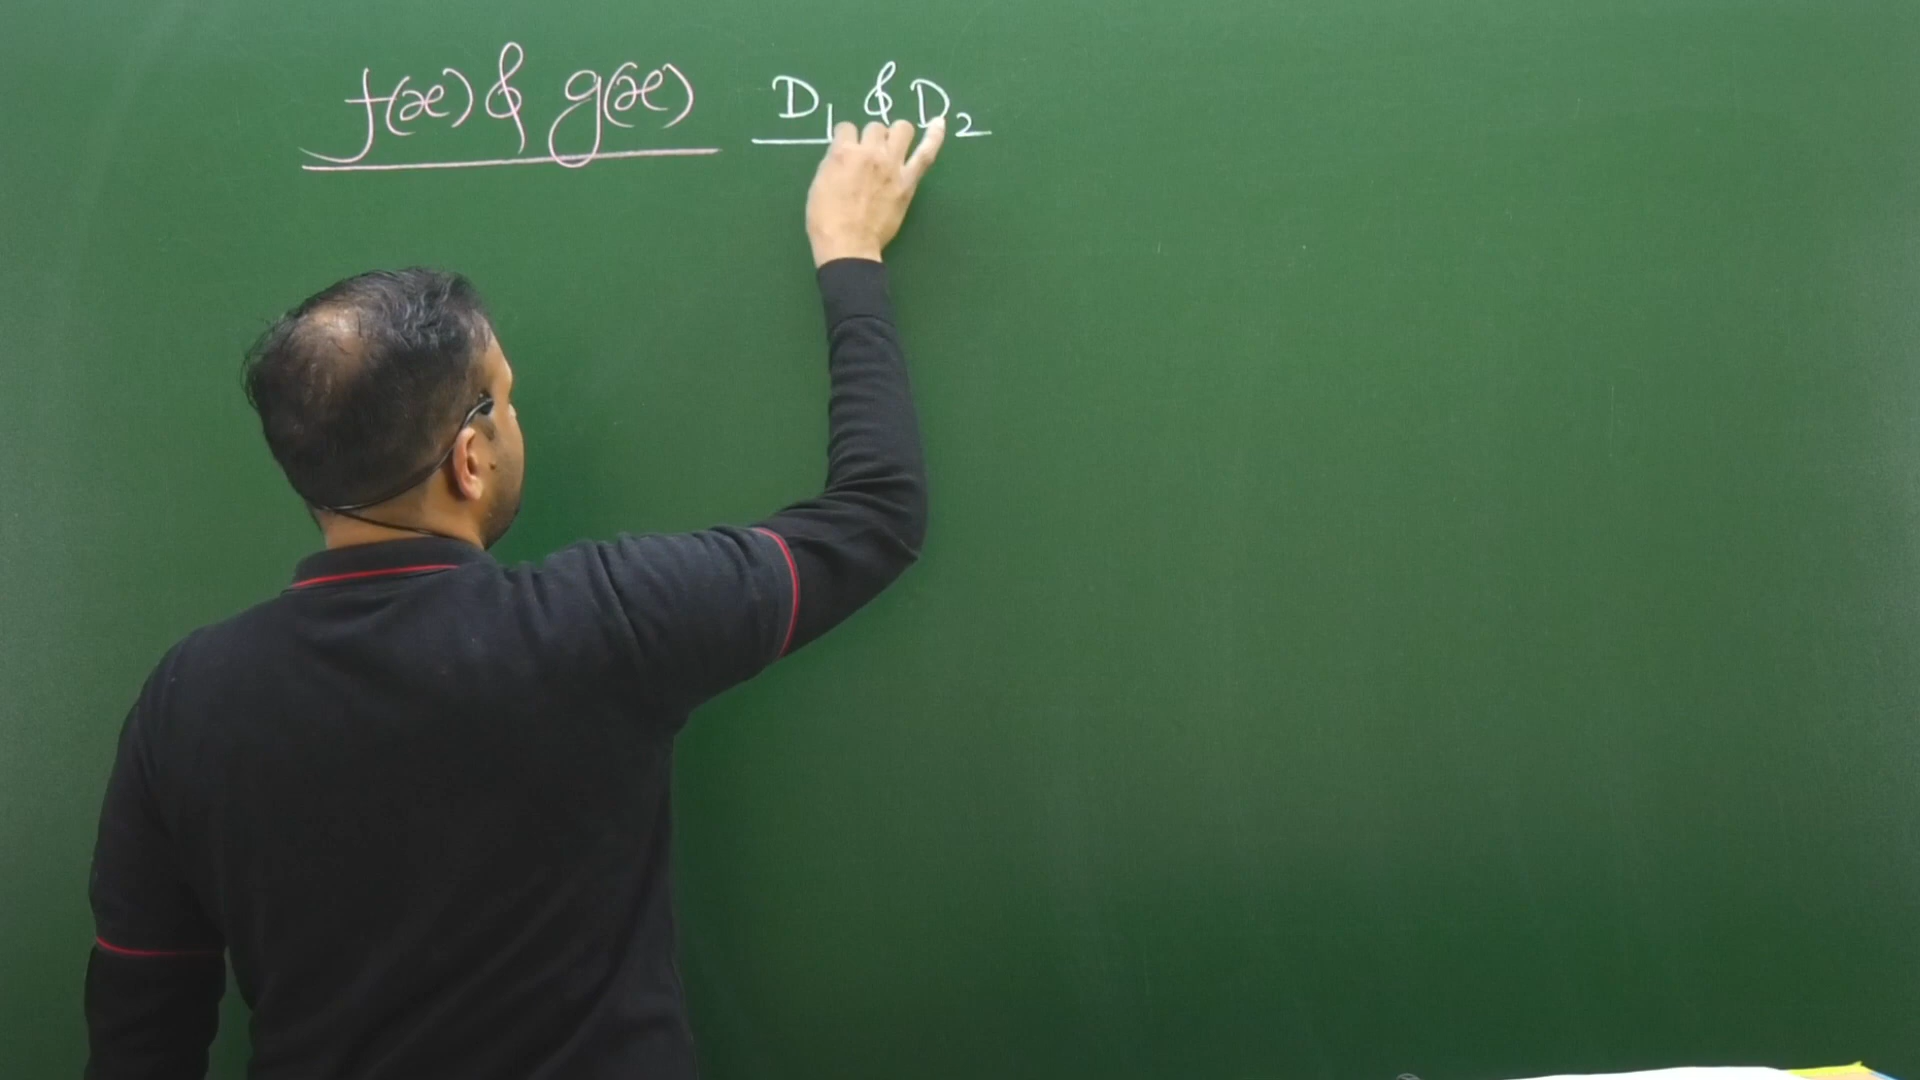 f(x) & g(x) D₁ & D₂